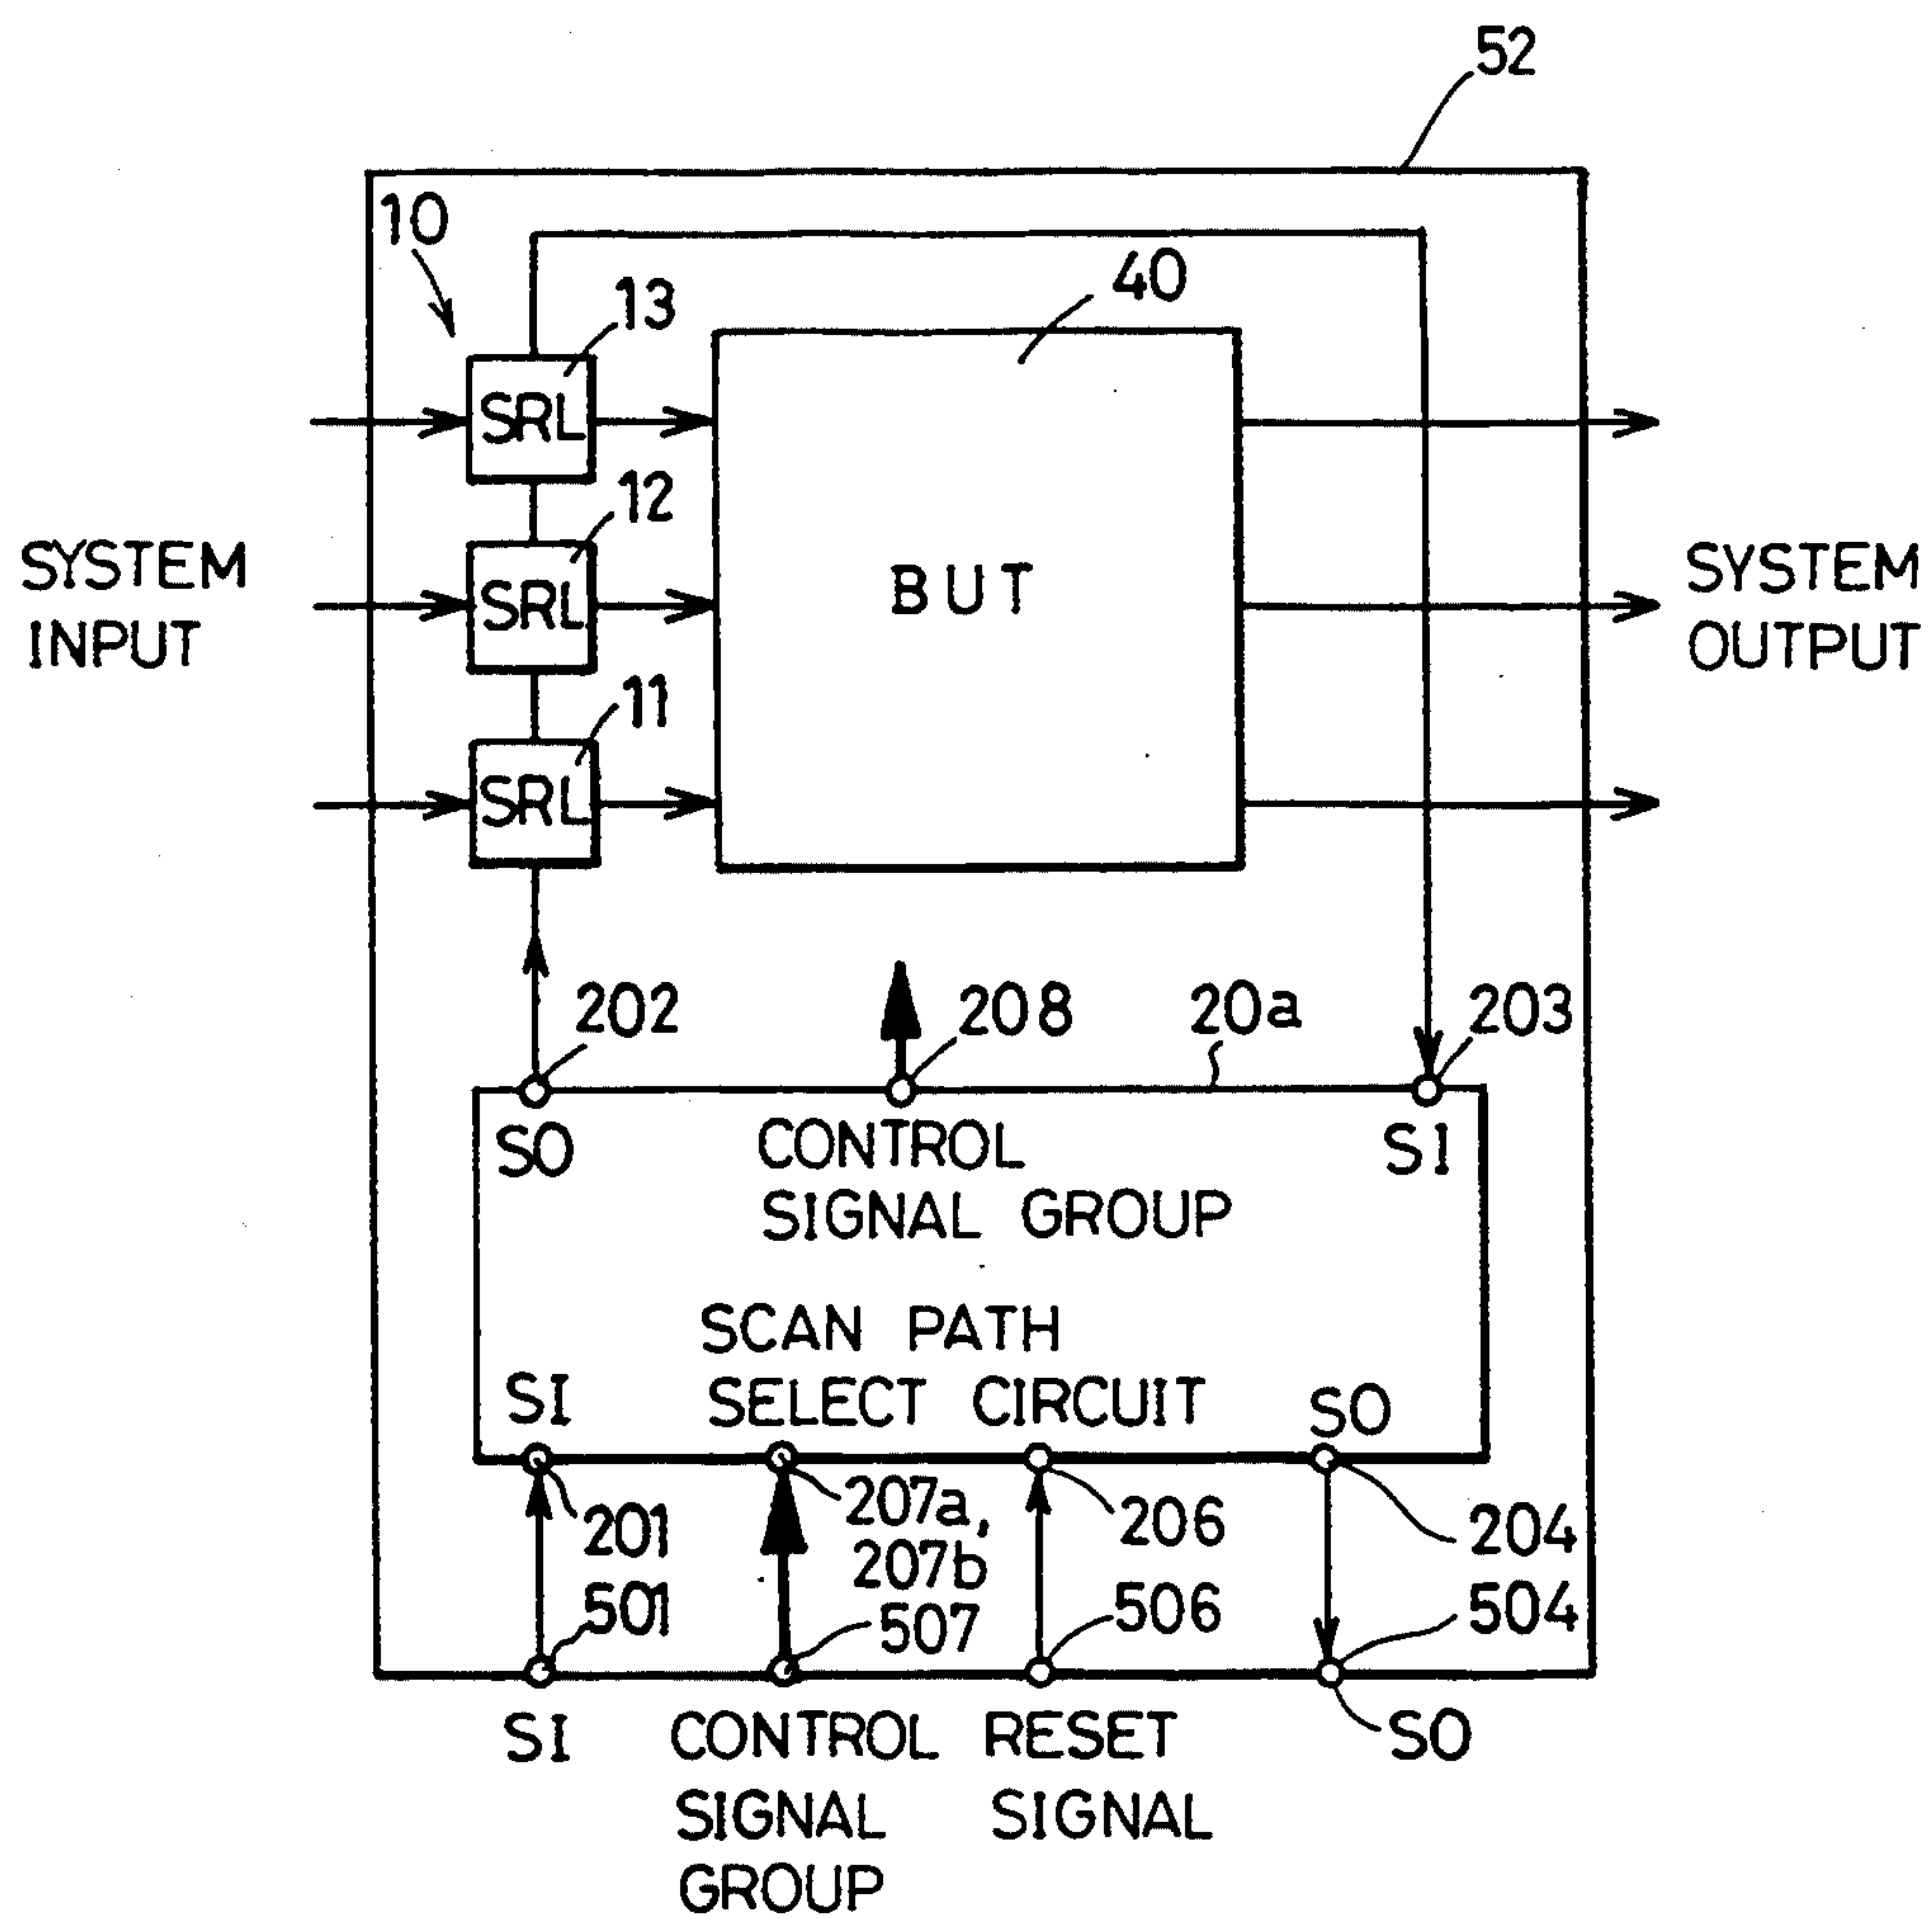 52
10
13
40
SRL
12
SYSTEM
INPUT
SRL
BUT
SYSTEM
OUTPUT
11
SRL
202
208
20a
203
SO
CONTROL
SIGNAL GROUP
SI
SCAN PATH
SELECT CIRCUIT
SI
SO
201
207a,
207b
206
204
501
507
506
504
SI
CONTROL
SIGNAL
GROUP
RESET
SIGNAL
SO